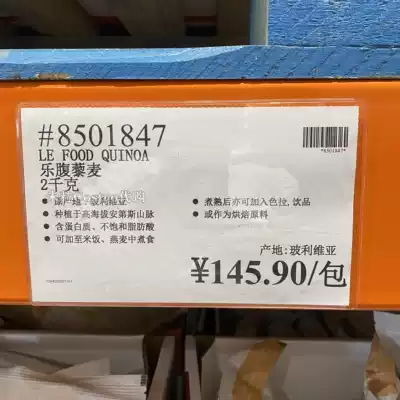 #8501847
*8501847*
LE FOOD QUINOA
乐腹藜麦
2千克
原产地: 玻利维亚
种植于高海拔安第斯山脉
含蛋白质、不饱和脂肪酸
可加至米饭、燕麦中煮食
煮熟后亦可加入色拉, 饮品
或作为烘焙原料
产地: 玻利维亚
¥145.90/包